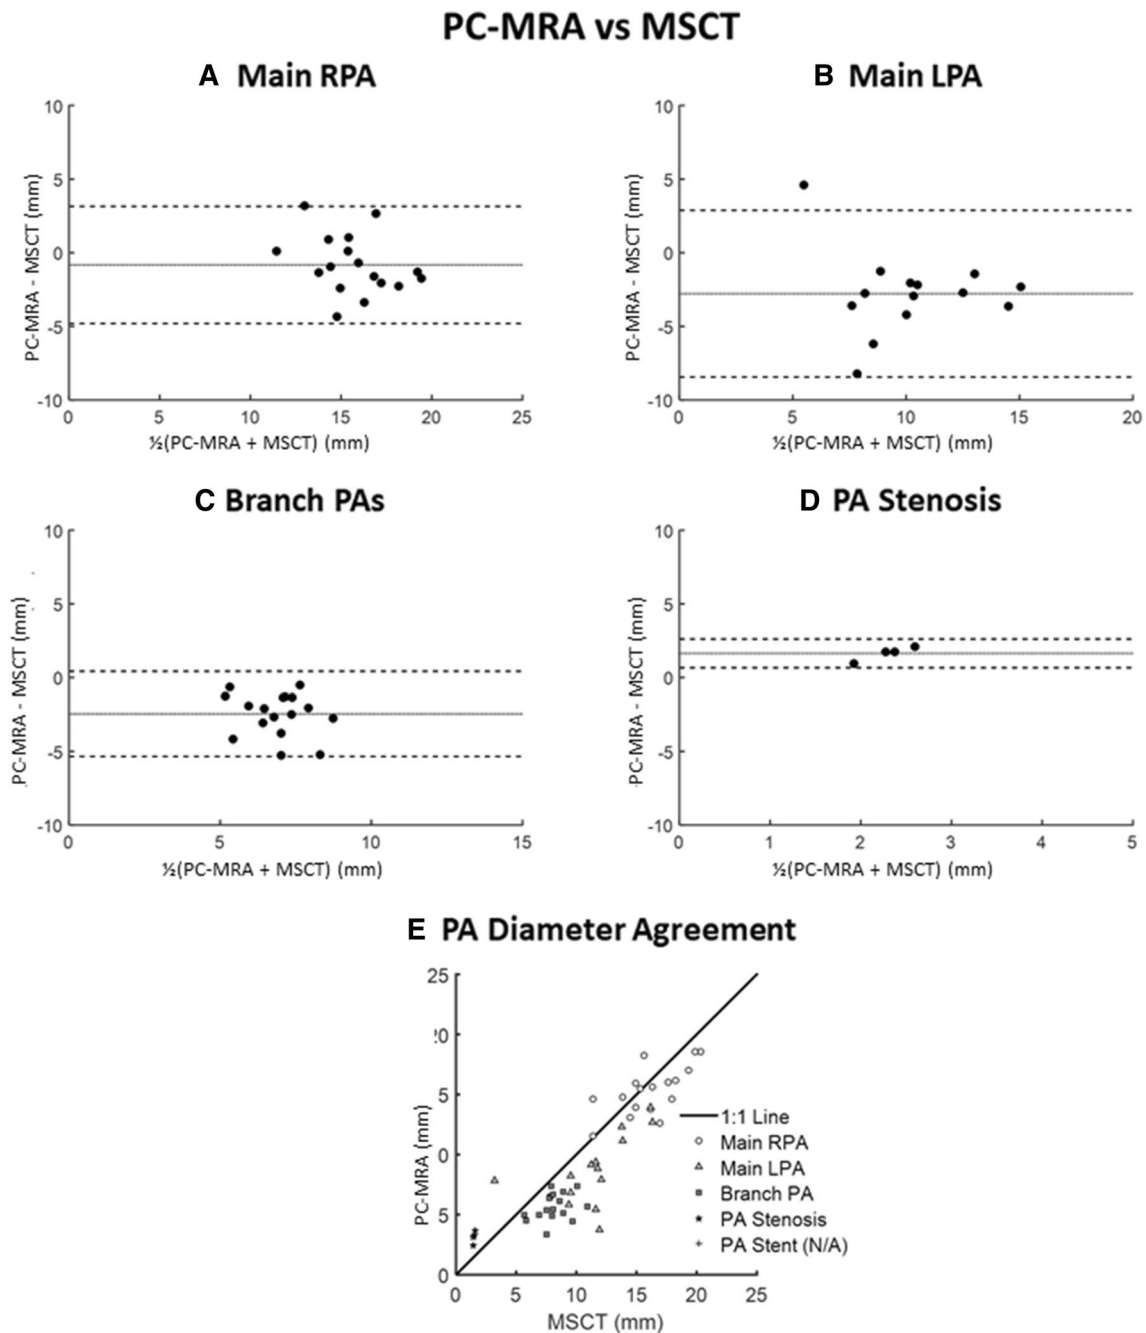 PC-MRA vs MSCT
A Main RPA
10
5
0
-5
-10
PC-MRA - MSCT (mm)
0 5 10 15 20 25
½(PC-MRA + MSCT) (mm)
B Main LPA
10
5
0
-5
-10
PC-MRA - MSCT (mm)
0 5 10 15 20
½(PC-MRA + MSCT) (mm)
C Branch PAs
10
5
0
-5
-10
PC-MRA - MSCT (mm)
0 5 10 15
½(PC-MRA + MSCT) (mm)
D PA Stenosis
10
5
0
-5
-10
PC-MRA - MSCT (mm)
0 1 2 3 4 5
½(PC-MRA + MSCT) (mm)
E PA Diameter Agreement
25
0
5
0
5
0
PC-MRA (mm)
0 5 10 15 20 25
MSCT (mm)
1:1 Line
Main RPA
Main LPA
Branch PA
PA Stenosis
PA Stent (N/A)